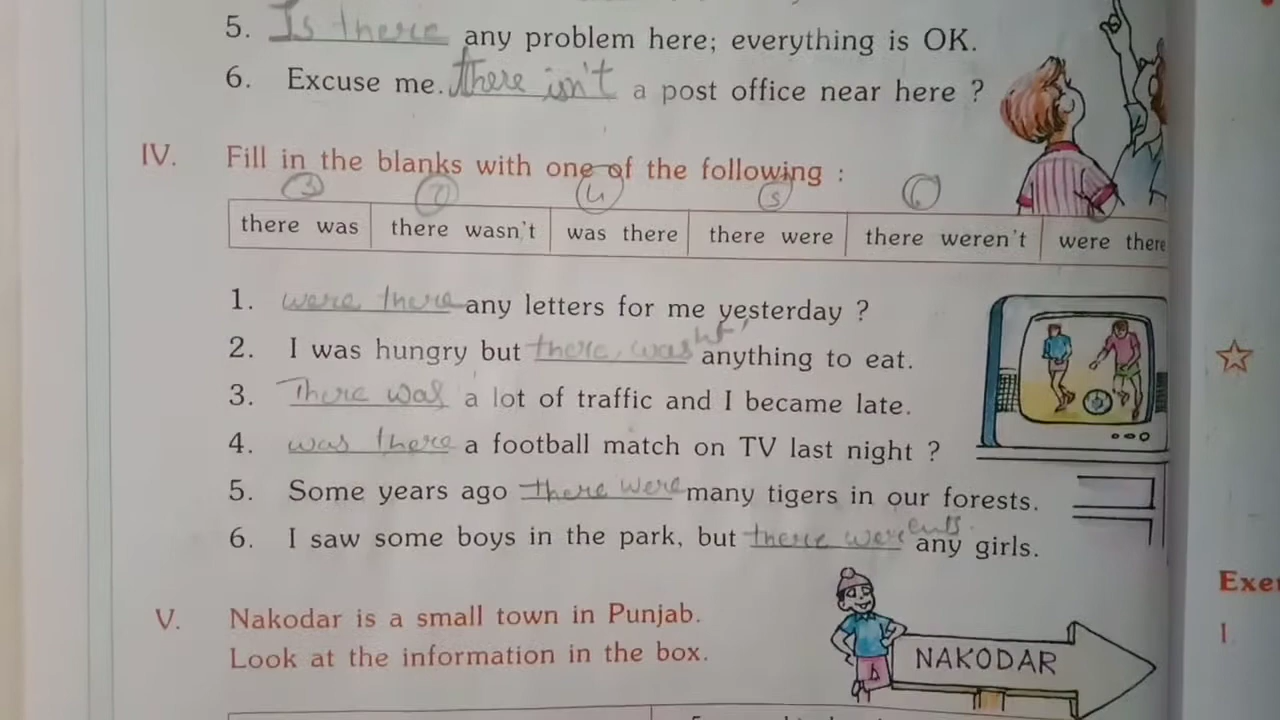 5. Is there any problem here; everything is OK.
6. Excuse me. there isn't a post office near here ?
IV. Fill in the blanks with one of the following :
3 4 5
there was there wasn't was there there were there weren't were there
1. were there any letters for me yesterday ?
2. I was hungry but there wasn't anything to eat.
3. There was a lot of traffic and I became late.
4. was there a football match on TV last night ?
5. Some years ago there were many tigers in our forests.
6. I saw some boys in the park, but there were any girls.
V. Nakodar is a small town in Punjab.
Look at the information in the box.
NAKODAR
I.